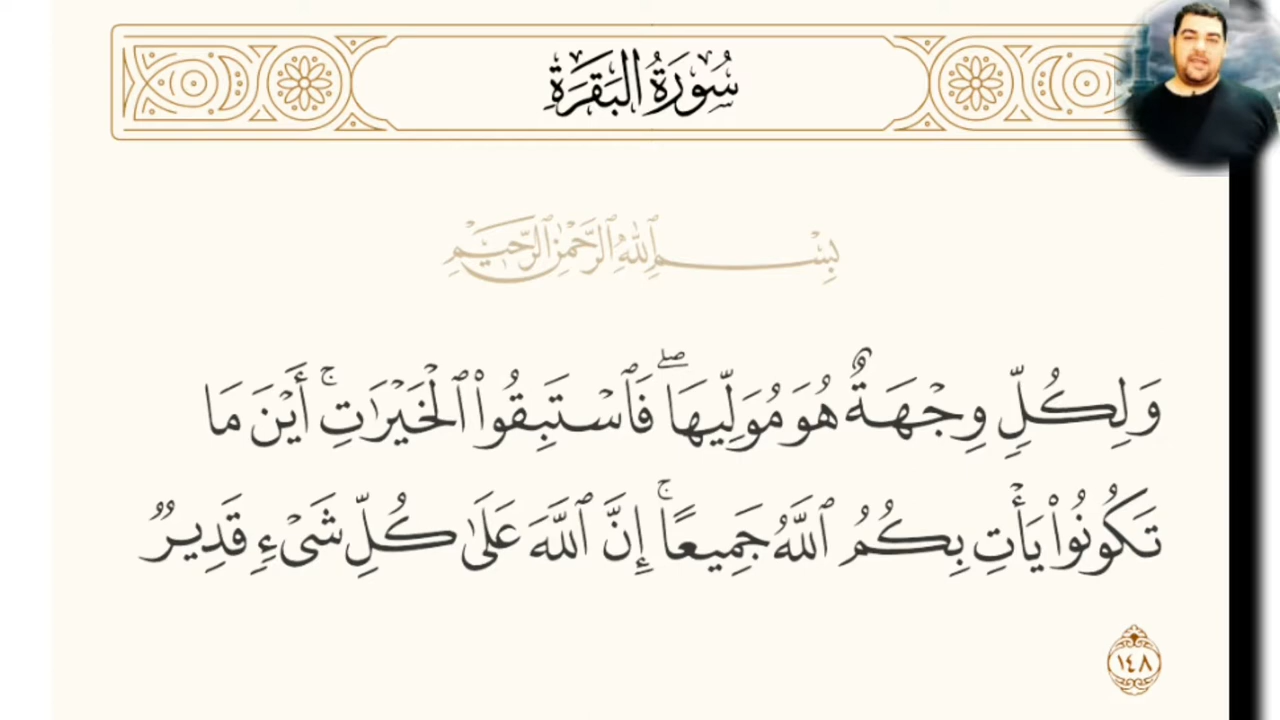 سُورَةُ البَقَرَةِ
بِسْمِ ٱللَّهِ ٱلرَّحْمَٰنِ ٱلرَّحِيمِ
وَلِكُلٍّۢ وِجْهَةٌ هُوَ مُوَلِّيهَا ۖ فَٱسْتَبِقُوا۟ ٱلْخَيْرَٰتِ ۚ أَيْنَ مَا
تَكُونُوا۟ يَأْتِ بِكُمُ ٱللَّهُ جَمِيعًا ۚ إِنَّ ٱللَّهَ عَلَىٰ كُلِّ شَىْءٍۢ قَدِيرٌۭ
١٤٨